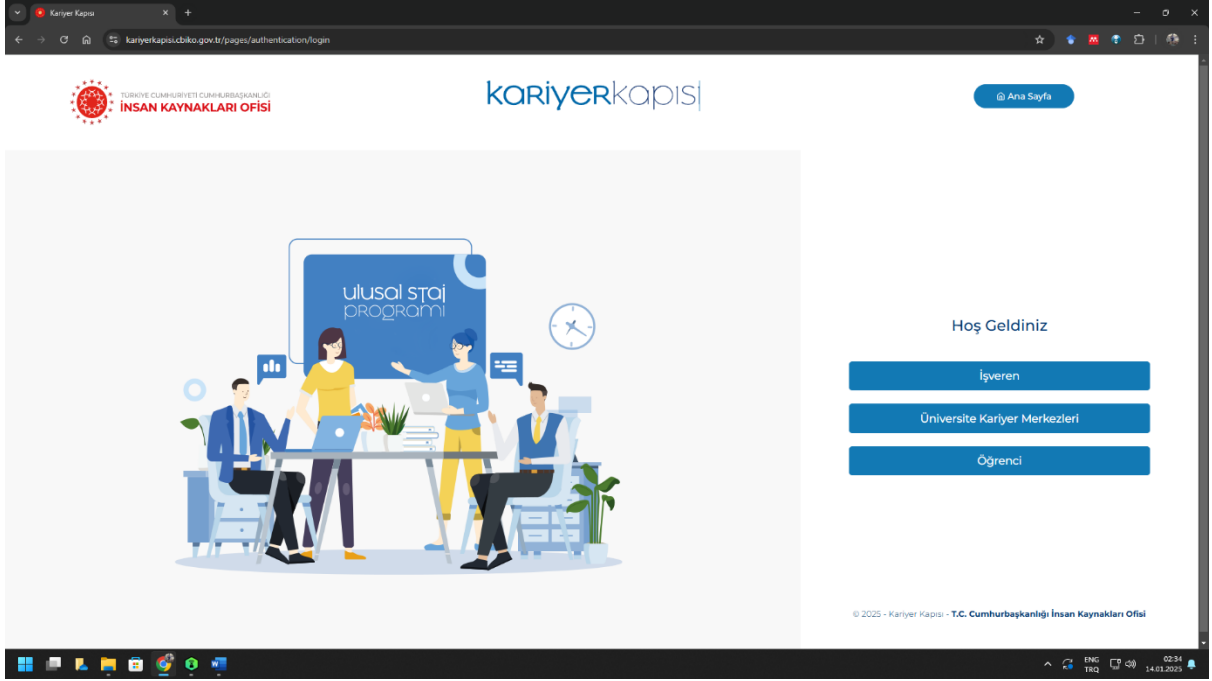 Kariyer Kapısı
kariyerkapisi.cbiko.gov.tr/pages/authentication/login
TÜRKİYE CUMHURİYETİ CUMHURBAŞKANLIĞI
İNSAN KAYNAKLARI OFİSİ
kariyerkapısı
Ana Sayfa
ulusal staj
programı
Hoş Geldiniz
İşveren
Üniversite Kariyer Merkezleri
Öğrenci
© 2025 - Kariyer Kapısı - T.C. Cumhurbaşkanlığı İnsan Kaynakları Ofisi
ENG
TRQ
02:34
14.01.2025